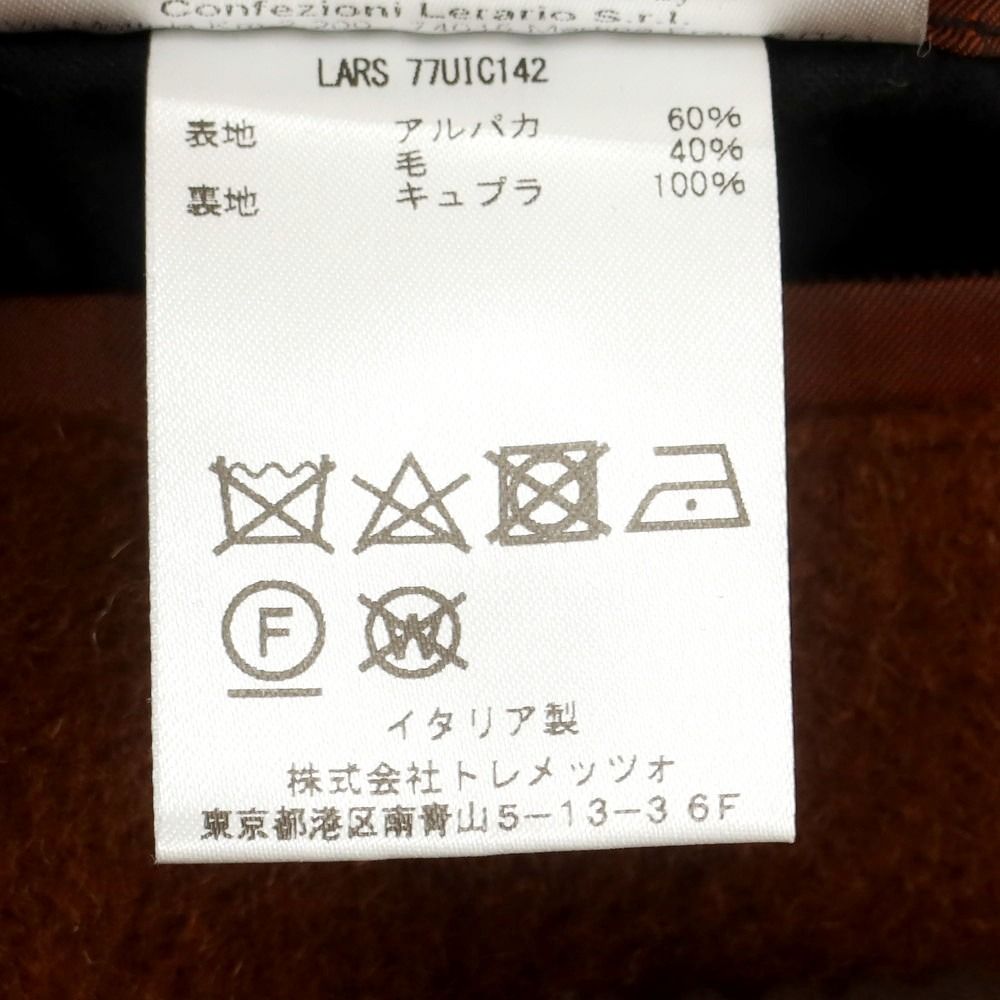 Confezioni Lerario S.r.l.
LARS 77UIC142
表地 アルパカ 60%
毛 40%
裏地 キュプラ 100%
F W
イタリア製
株式会社トレメッツォ
東京都港区南青山5-13-3 6F